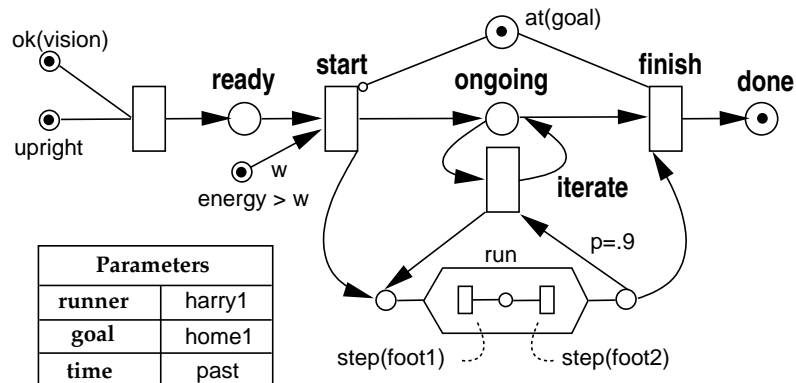 ok(vision)
at(goal)
ready
start
ongoing
finish
done
upright
w
energy > w
iterate
p=.9
run
step(foot1)
step(foot2)
Parameters
runner harry1
goal home1
time past